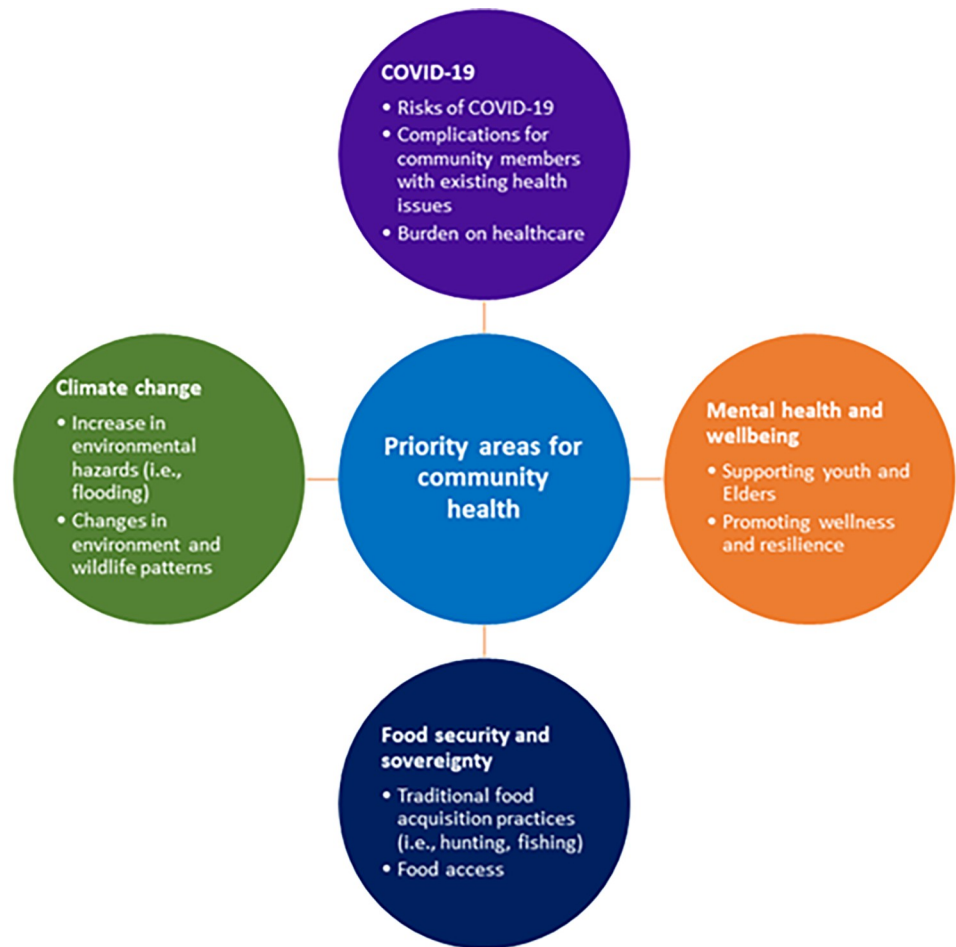 COVID-19
• Risks of COVID-19
• Complications for
community members
with existing health
issues
• Burden on healthcare
Climate change
• Increase in
environmental
hazards (i.e.,
flooding)
• Changes in
environment and
wildlife patterns
Priority areas for
community
health
Mental health and
wellbeing
• Supporting youth and
Elders
• Promoting wellness
and resilience
Food security and
sovereignty
• Traditional food
acquisition practices
(i.e., hunting, fishing)
• Food access